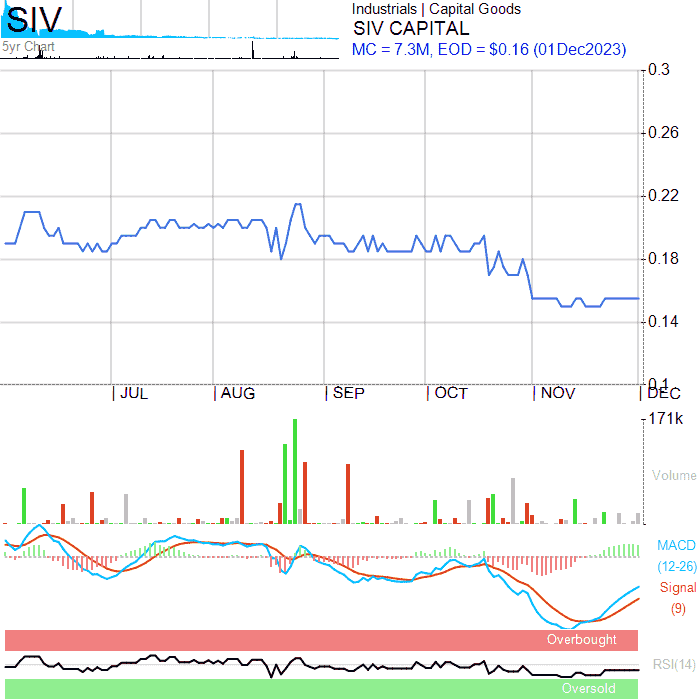 SIV
5yr Chart
Industrials | Capital Goods
SIV CAPITAL
MC = 7.3M, EOD = $0.16 (01Dec2023)
0.3
0.26
0.22
0.18
0.14
0.1
JUL AUG SEP OCT NOV DEC
171k
Volume
MACD
(12-26)
Signal
(9)
Overbought
RSI(14)
Oversold